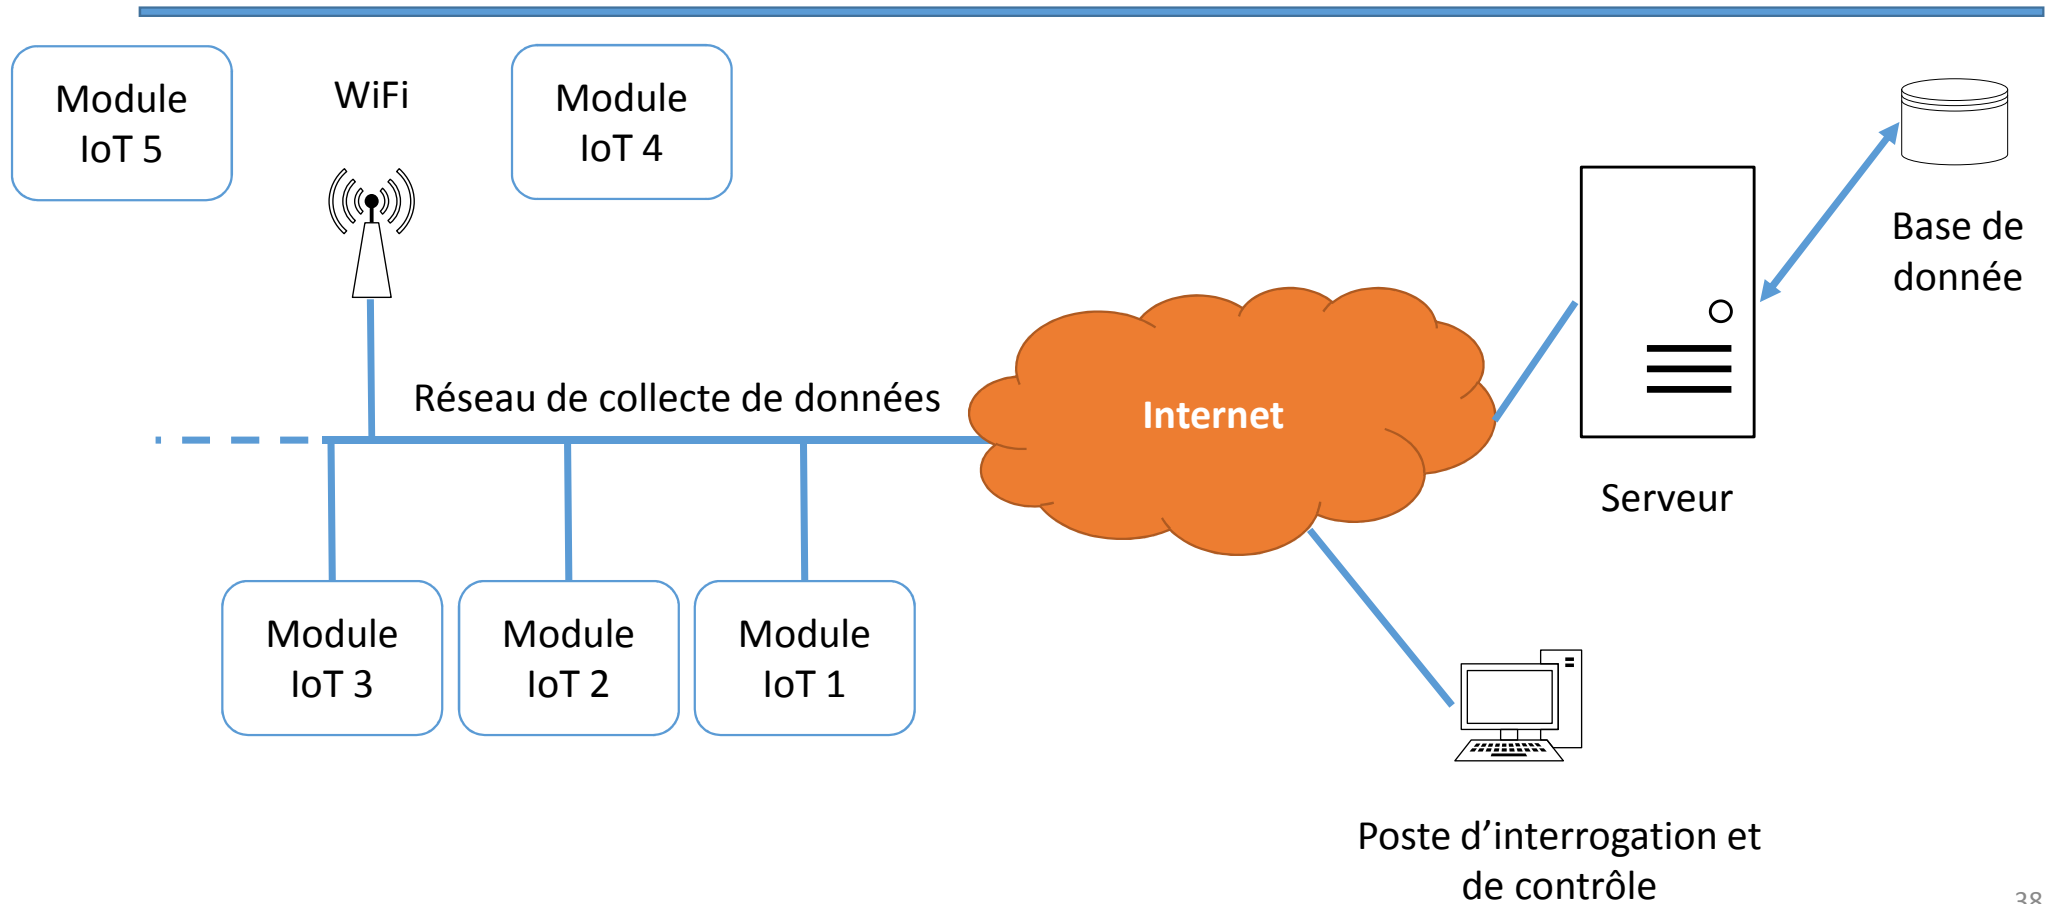 Module
IoT 5
WiFi
Module
IoT 4
Base de
donnée
Réseau de collecte de données
Internet
Serveur
Module
IoT 3
Module
IoT 2
Module
IoT 1
Poste d’interrogation et
de contrôle
38